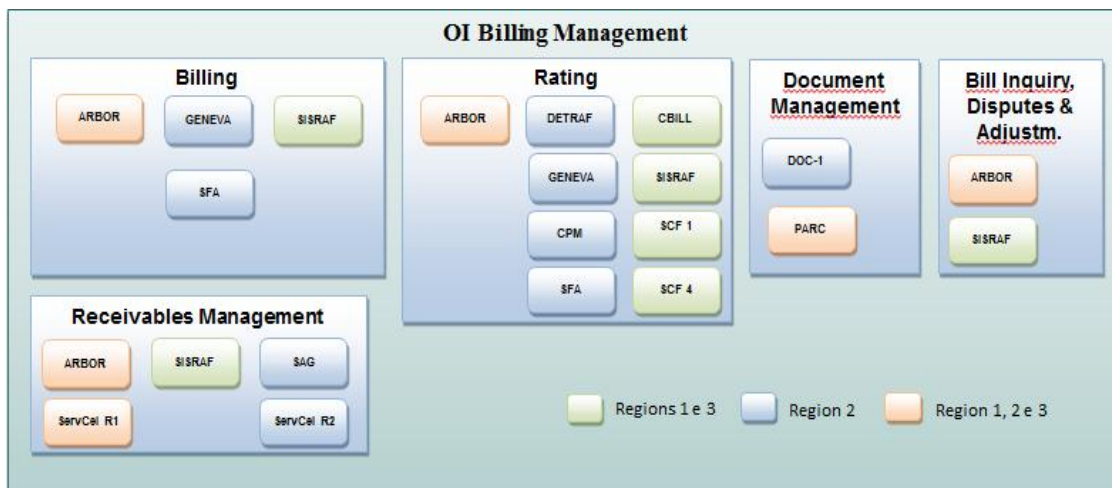 OI Billing Management
Billing
ARBOR
GENEVA
SISRAF
SFA
Rating
ARBOR
DETRAF
CBILL
GENEVA
SISRAF
CPM
SCF 1
SFA
SCF 4
Document
Management
DOC-1
PARC
Bill Inquiry,
Disputes &
Adjustm.
ARBOR
SISRAF
Receivables Management
ARBOR
SISRAF
SAG
ServCel R1
ServCel R2
Regions 1 e 3
Region 2
Region 1, 2 e 3